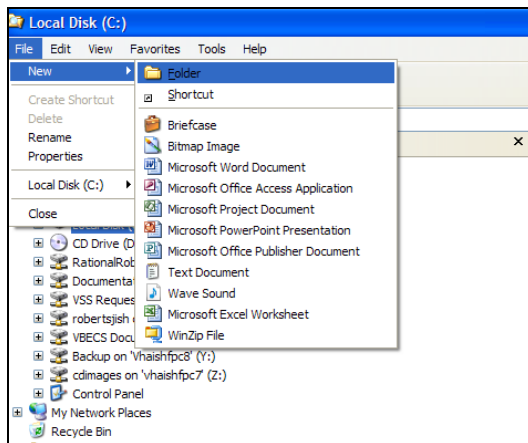 Local Disk (C:)
File Edit View Favorites Tools Help
New
Create Shortcut
Delete
Rename
Properties
Local Disk (C:)
Close
Folder
Shortcut
Briefcase
Bitmap Image
Microsoft Word Document
Microsoft Office Access Application
Microsoft Project Document
Microsoft PowerPoint Presentation
Microsoft Office Publisher Document
Text Document
Wave Sound
Microsoft Excel Worksheet
WinZip File
Local Disk (
CD Drive (D
RationalRob
Documenta
VSS Reques
robertsjish
VBECS Docu
Backup on 'vhaishfpc8' (Y:)
cdimages on 'vhaishfpc7' (Z:)
Control Panel
My Network Places
Recycle Bin